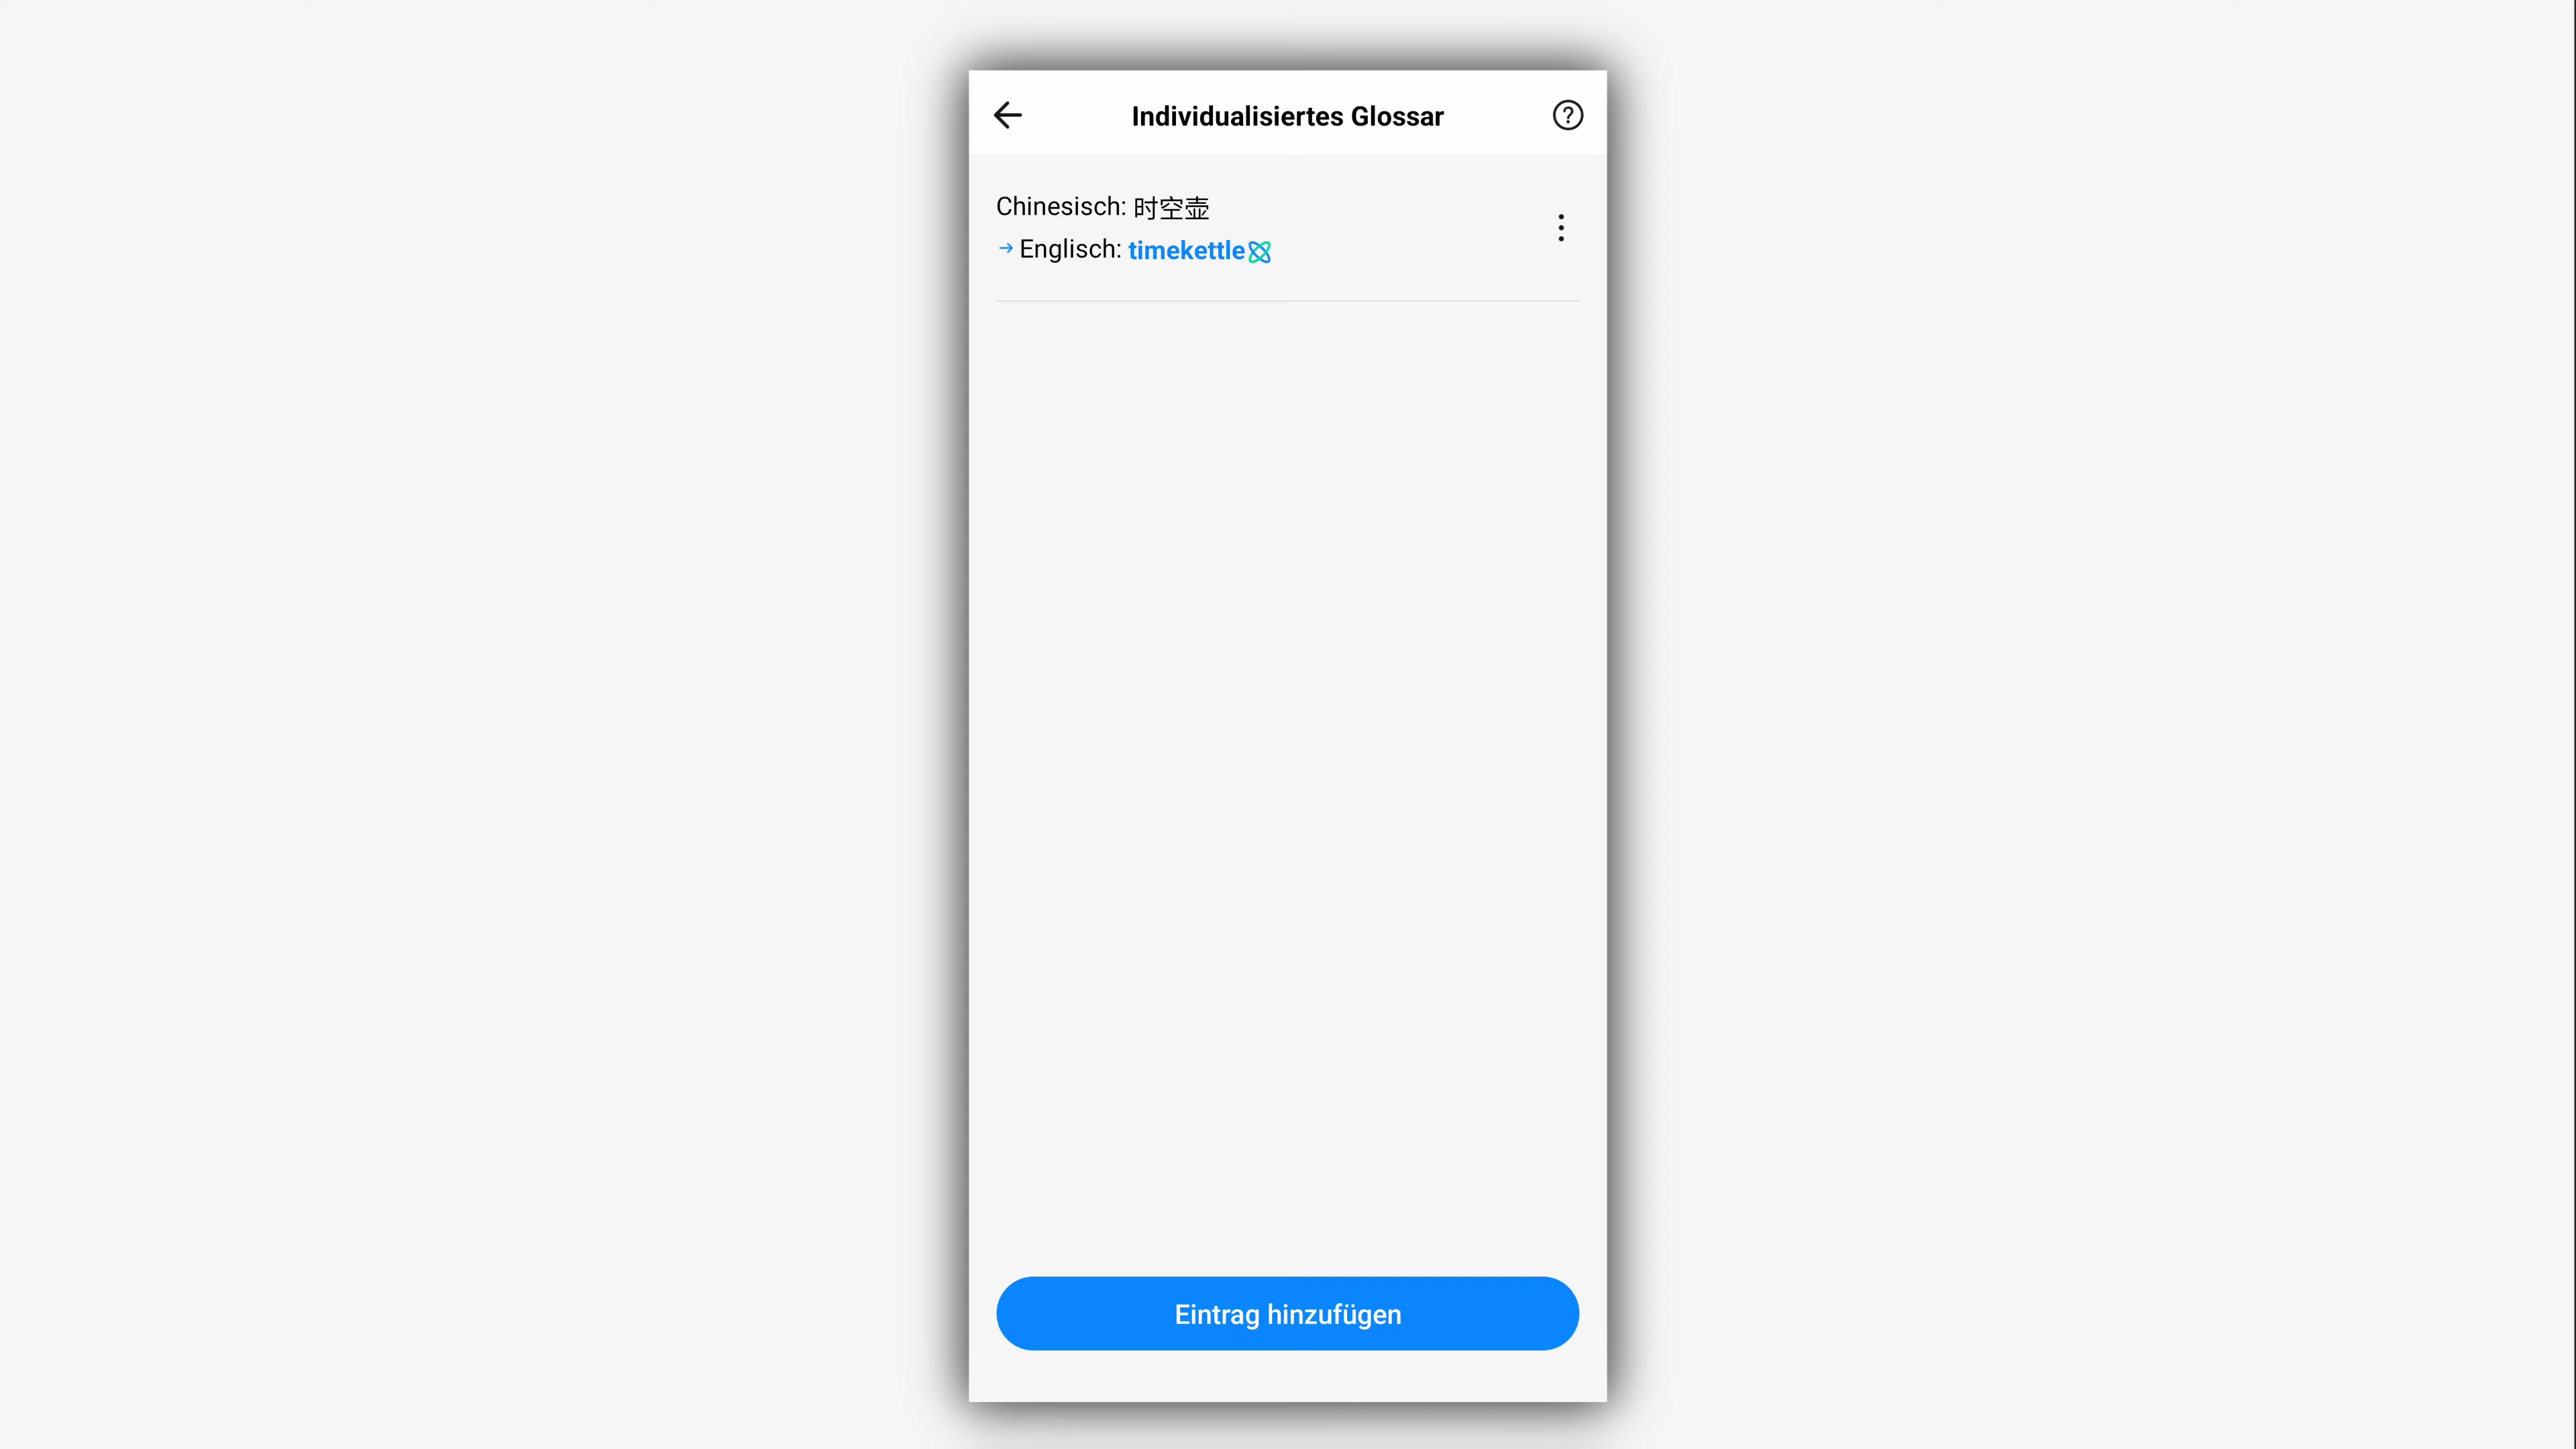 Individualisiertes Glossar
Chinesisch: 时空壶
→ Englisch: timekettle
Eintrag hinzufügen